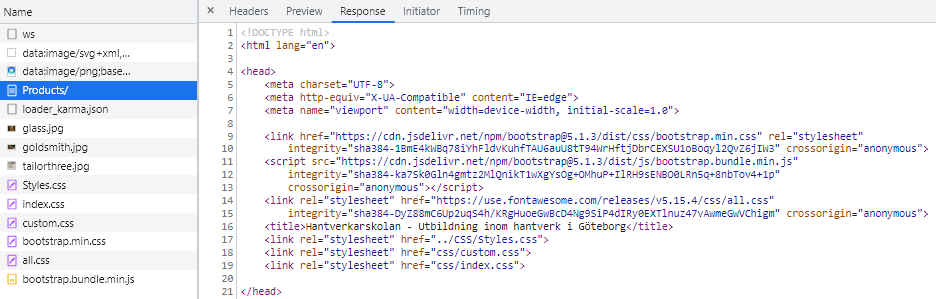 Name
ws
data:image/svg+xml,...
data:image/png;base...
Products/
loader_karma.json
glass.jpg
goldsmith.jpg
tailorthree.jpg
Styles.css
index.css
custom.css
bootstrap.min.css
all.css
bootstrap.bundle.min.js
× Headers Preview Response Initiator Timing
1 <!DOCTYPE html>
2 <html lang="en">
3
4 <head>
5 <meta charset="UTF-8">
6 <meta http-equiv="X-UA-Compatible" content="IE=edge">
7 <meta name="viewport" content="width=device-width, initial-scale=1.0">
8
9 <link href="https://cdn.jsdelivr.net/npm/bootstrap@5.1.3/dist/css/bootstrap.min.css" rel="stylesheet"
10 integrity="sha384-1BmE4kWBq78iYhFldvKuhfTAU6auU8tT94WrHftjDbrCEXSU1oBoqyl2QvZ6jIW3" crossorigin="anonymous">
11 <script src="https://cdn.jsdelivr.net/npm/bootstrap@5.1.3/dist/js/bootstrap.bundle.min.js"
12 integrity="sha384-ka7Sk0Gln4gmtz2MlQnikT1wXgYsOg+OMhuP+IlRH9sENBO0LRn5q+8nbTov4+1p"
13 crossorigin="anonymous"></script>
14 <link rel="stylesheet" href="https://use.fontawesome.com/releases/v5.15.4/css/all.css"
15 integrity="sha384-DyZ88mC6Up2uqS4h/KRgHuoeGwBcD4Ng9SiP4dIRy0EXTlnuz47vAwmeGwVChigm" crossorigin="anonymous">
16 <title>Hantverkarskolan - Utbildning inom hantverk i Göteborg</title>
17 <link rel="stylesheet" href="../CSS/Styles.css">
18 <link rel="stylesheet" href="css/custom.css">
19 <link rel="stylesheet" href="css/index.css">
20
21 </head>